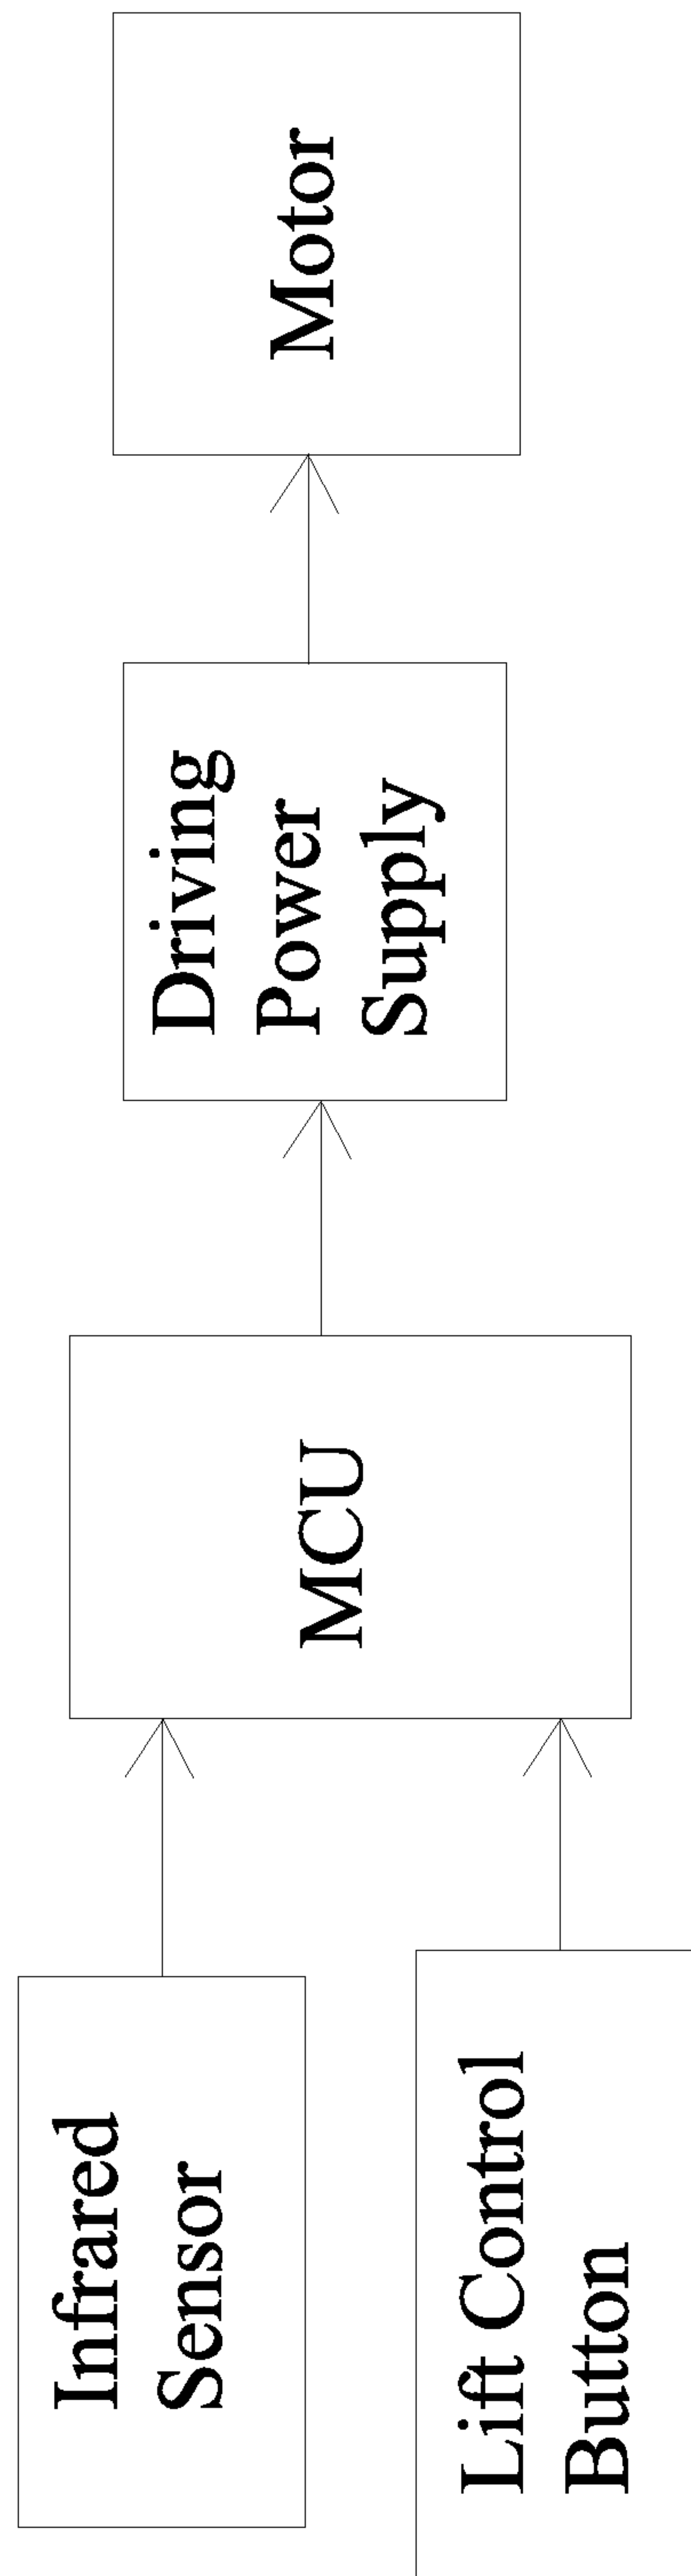 Infrared
Sensor
Lift Control
Button
MCU
Driving
Power
Supply
Motor